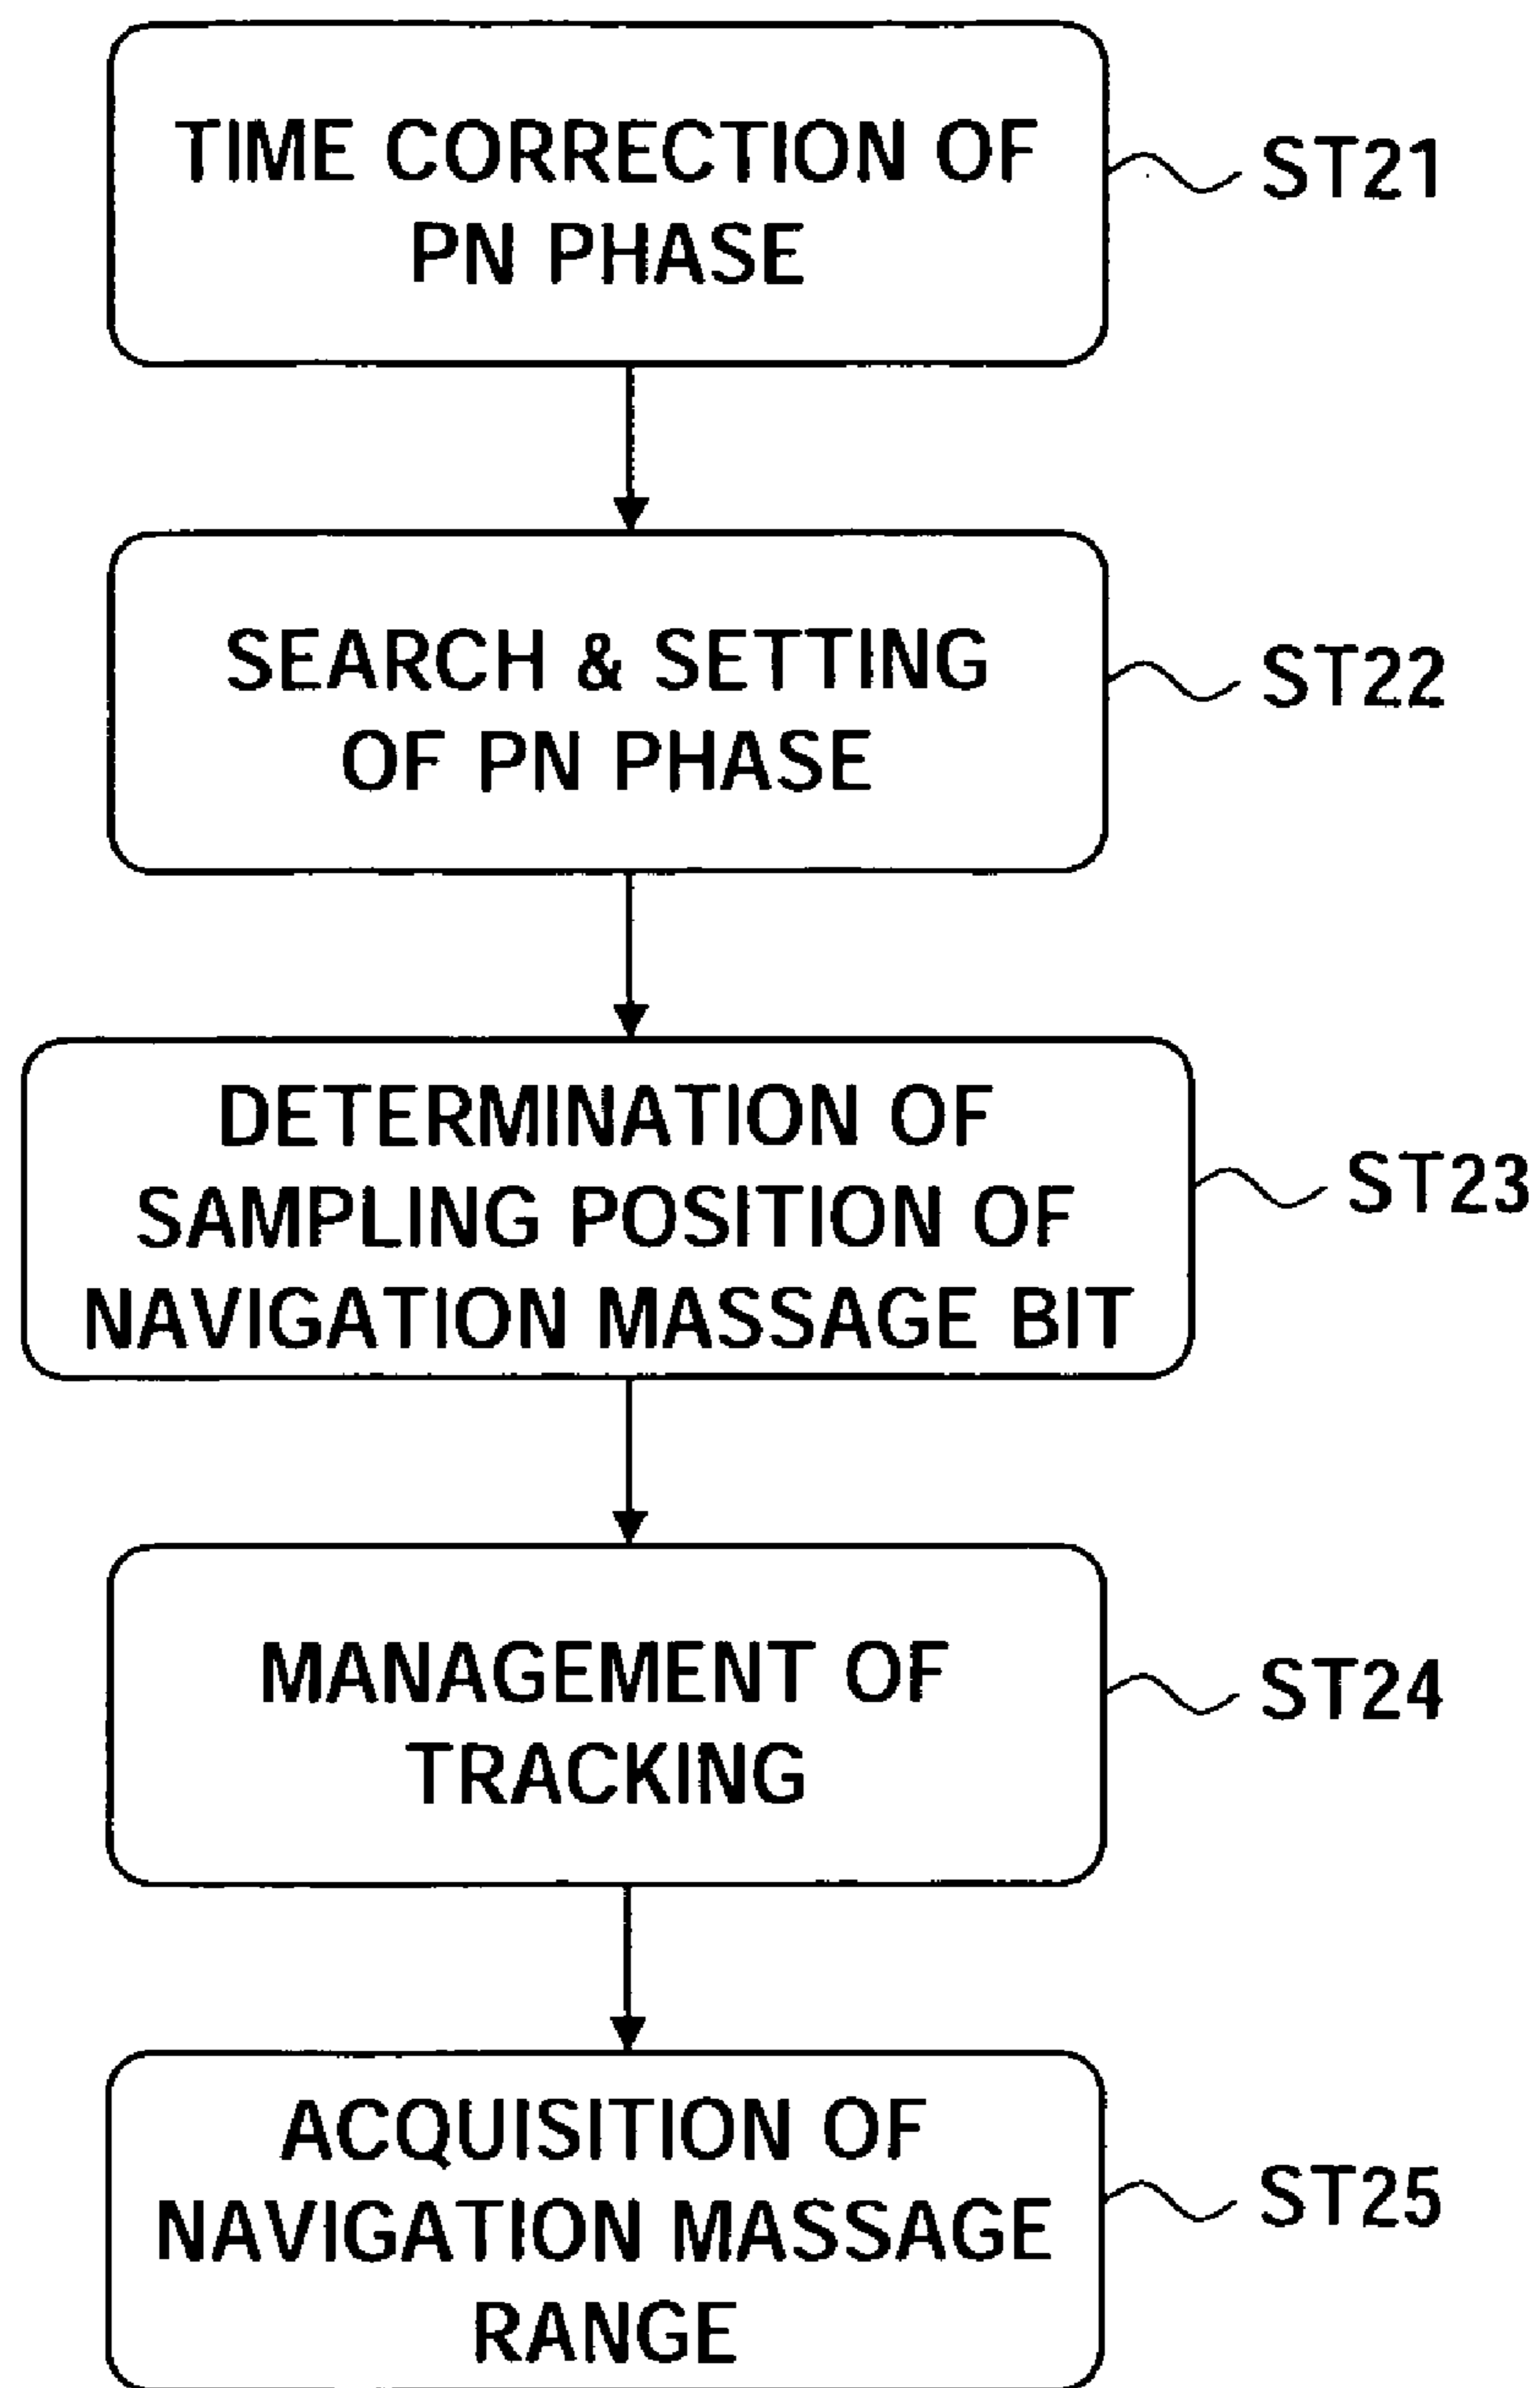 TIME CORRECTION OF
PN PHASE
ST21
SEARCH & SETTING
OF PN PHASE
ST22
DETERMINATION OF
SAMPLING POSITION OF
NAVIGATION MASSAGE BIT
ST23
MANAGEMENT OF
TRACKING
ST24
ACQUISITION OF
NAVIGATION MASSAGE
RANGE
ST25